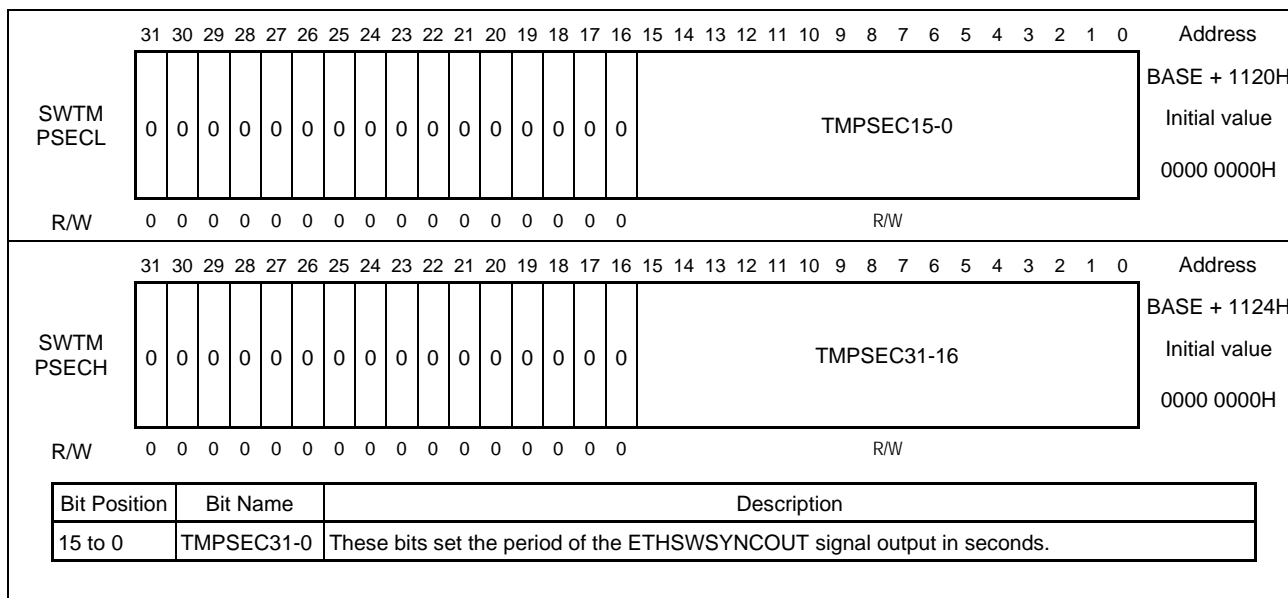 31 30 29 28 27 26 25 24 23 22 21 20 19 18 17 16 15 14 13 12 11 10 9 8 7 6 5 4 3 2 1 0 Address
BASE + 1120H
SWTM
PSECL
0 0 0 0 0 0 0 0 0 0 0 0 0 0 0 0 TMPSEC15-0
Initial value
0000 0000H
R/W 0 0 0 0 0 0 0 0 0 0 0 0 0 0 0 0 R/W
31 30 29 28 27 26 25 24 23 22 21 20 19 18 17 16 15 14 13 12 11 10 9 8 7 6 5 4 3 2 1 0 Address
BASE + 1124H
SWTM
PSECH
0 0 0 0 0 0 0 0 0 0 0 0 0 0 0 0 TMPSEC31-16
Initial value
0000 0000H
R/W 0 0 0 0 0 0 0 0 0 0 0 0 0 0 0 0 R/W
Bit Position Bit Name Description
15 to 0 TMPSEC31-0 These bits set the period of the ETHSWSYNCOUT signal output in seconds.